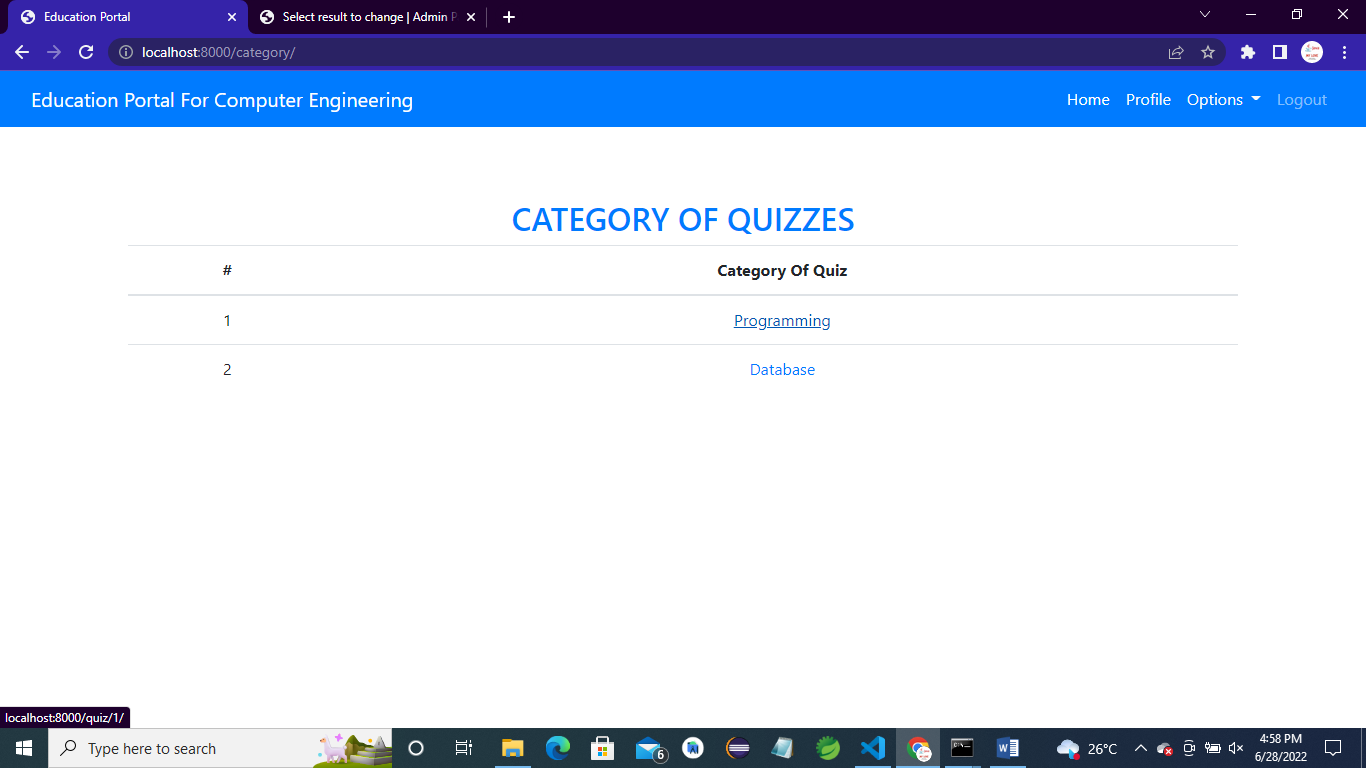 Education Portal
Select result to change | Admin P
localhost:8000/category/
Education Portal For Computer Engineering
Home Profile Options Logout
CATEGORY OF QUIZZES
# Category Of Quiz
1 Programming
2 Database
localhost:8000/quiz/1/
Type here to search
6
26°C
4:58 PM
6/28/2022